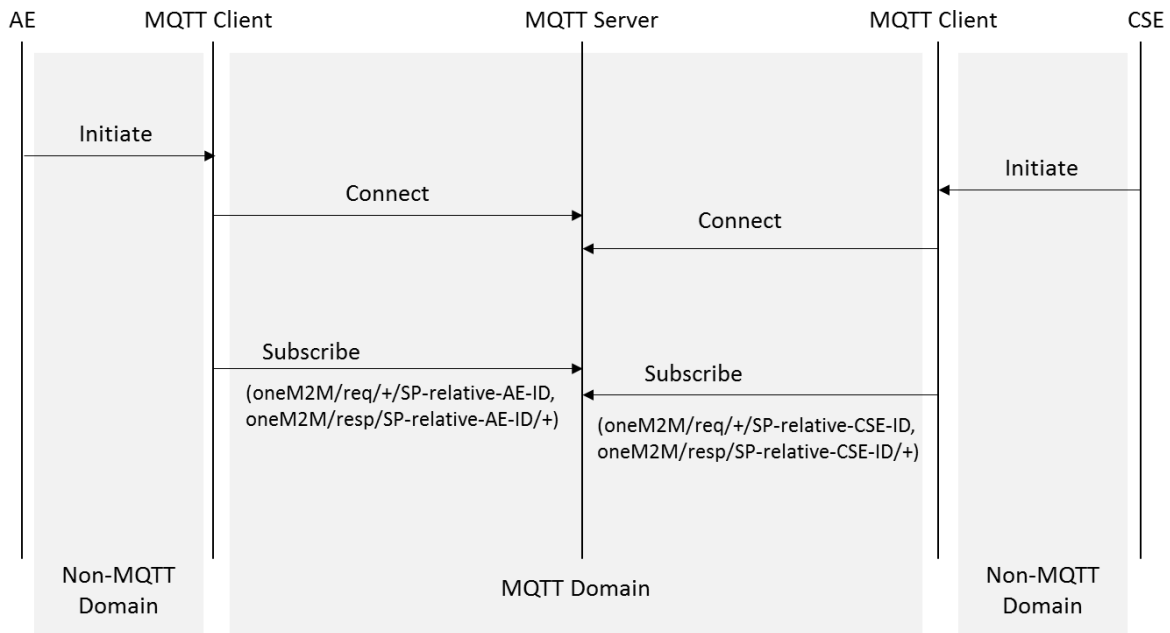 AE
MQTT Client
MQTT Server
MQTT Client
CSE
Initiate
Initiate
Connect
Connect
Subscribe
(oneM2M/req/+/SP-relative-AE-ID,
oneM2M/resp/SP-relative-AE-ID/+)
Subscribe
(oneM2M/req/+/SP-relative-CSE-ID,
oneM2M/resp/SP-relative-CSE-ID/+)
Non-MQTT
Domain
MQTT Domain
Non-MQTT
Domain